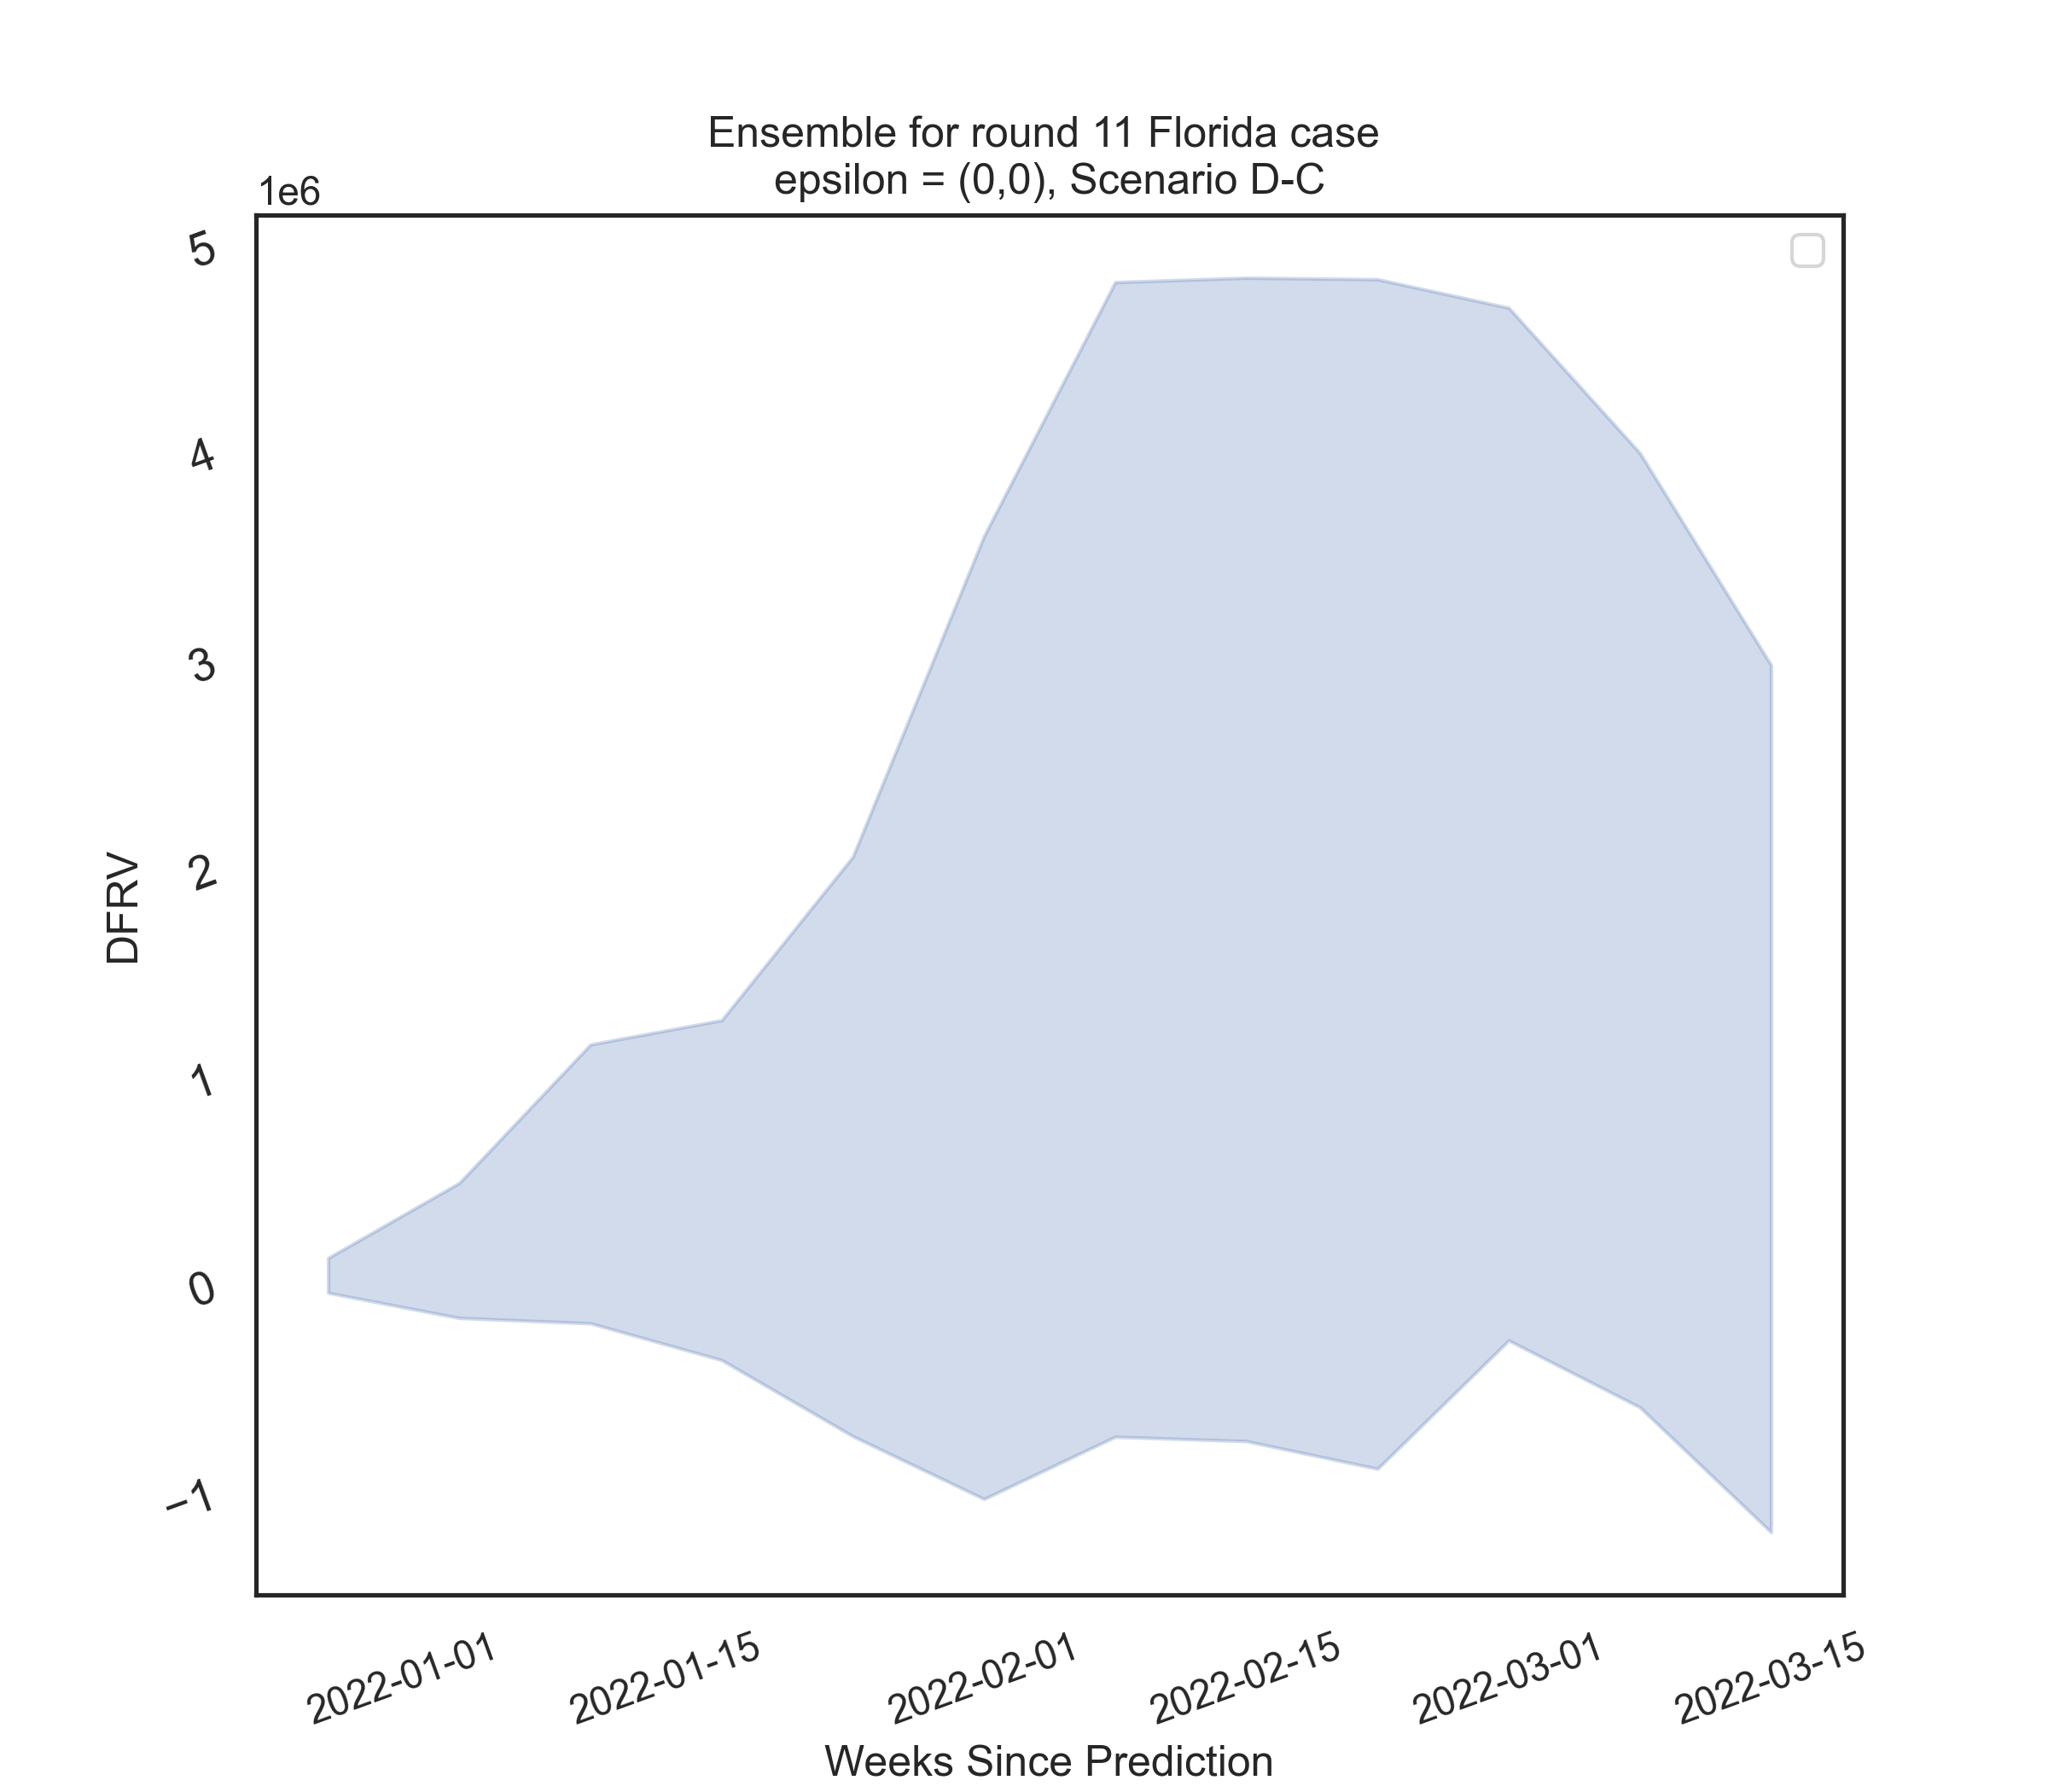 Ensemble for round 11 Florida case
epsilon = (0,0), Scenario D-C
1e6
5
4
3
2
1
0
−1
DFRV
2022-01-01
2022-01-15
2022-02-01
2022-02-15
2022-03-01
2022-03-15
Weeks Since Prediction